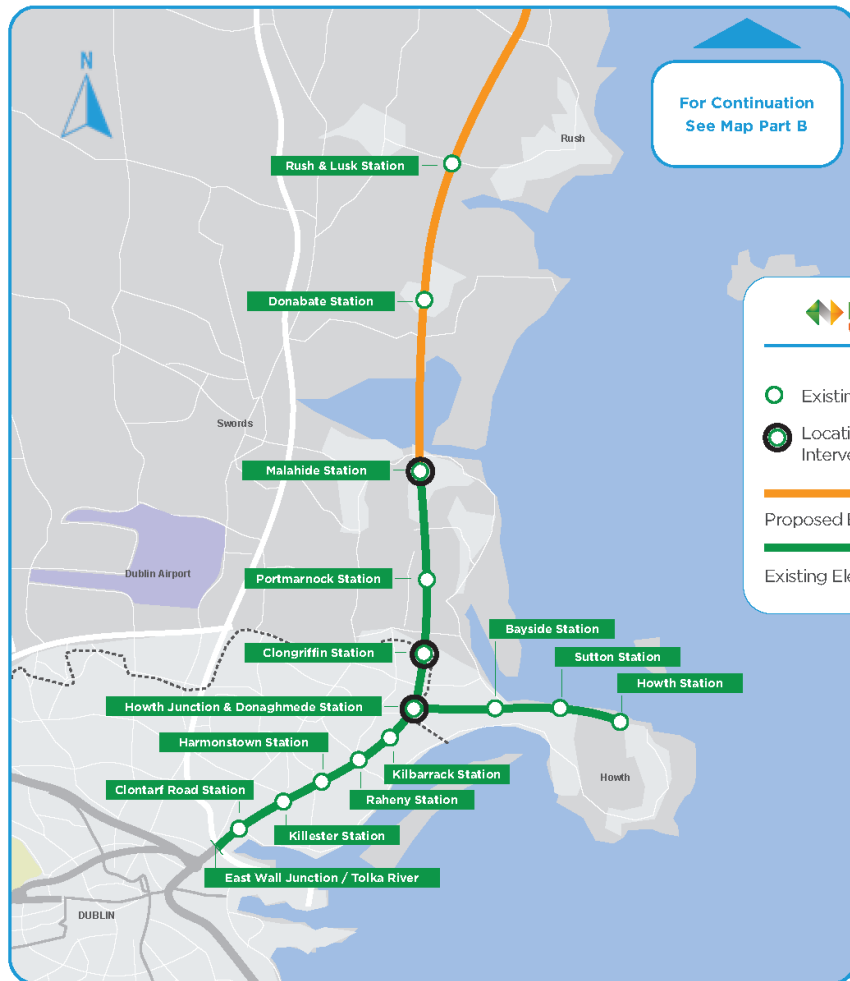 N
For Continuation
See Map Part B
Rush
Rush & Lusk Station
Donabate Station
Existin
Swords
Locati
Interve
Malahide Station
Proposed E
Dublin Airport
Portmarnock Station
Existing Ele
Bayside Station
Clongriffin Station
Sutton Station
Howth Station
Howth Junction & Donaghmede Station
Harmonstown Station
Kilbarrack Station
Howth
Clontarf Road Station
Raheny Station
Killester Station
East Wall Junction / Tolka River
DUBLIN